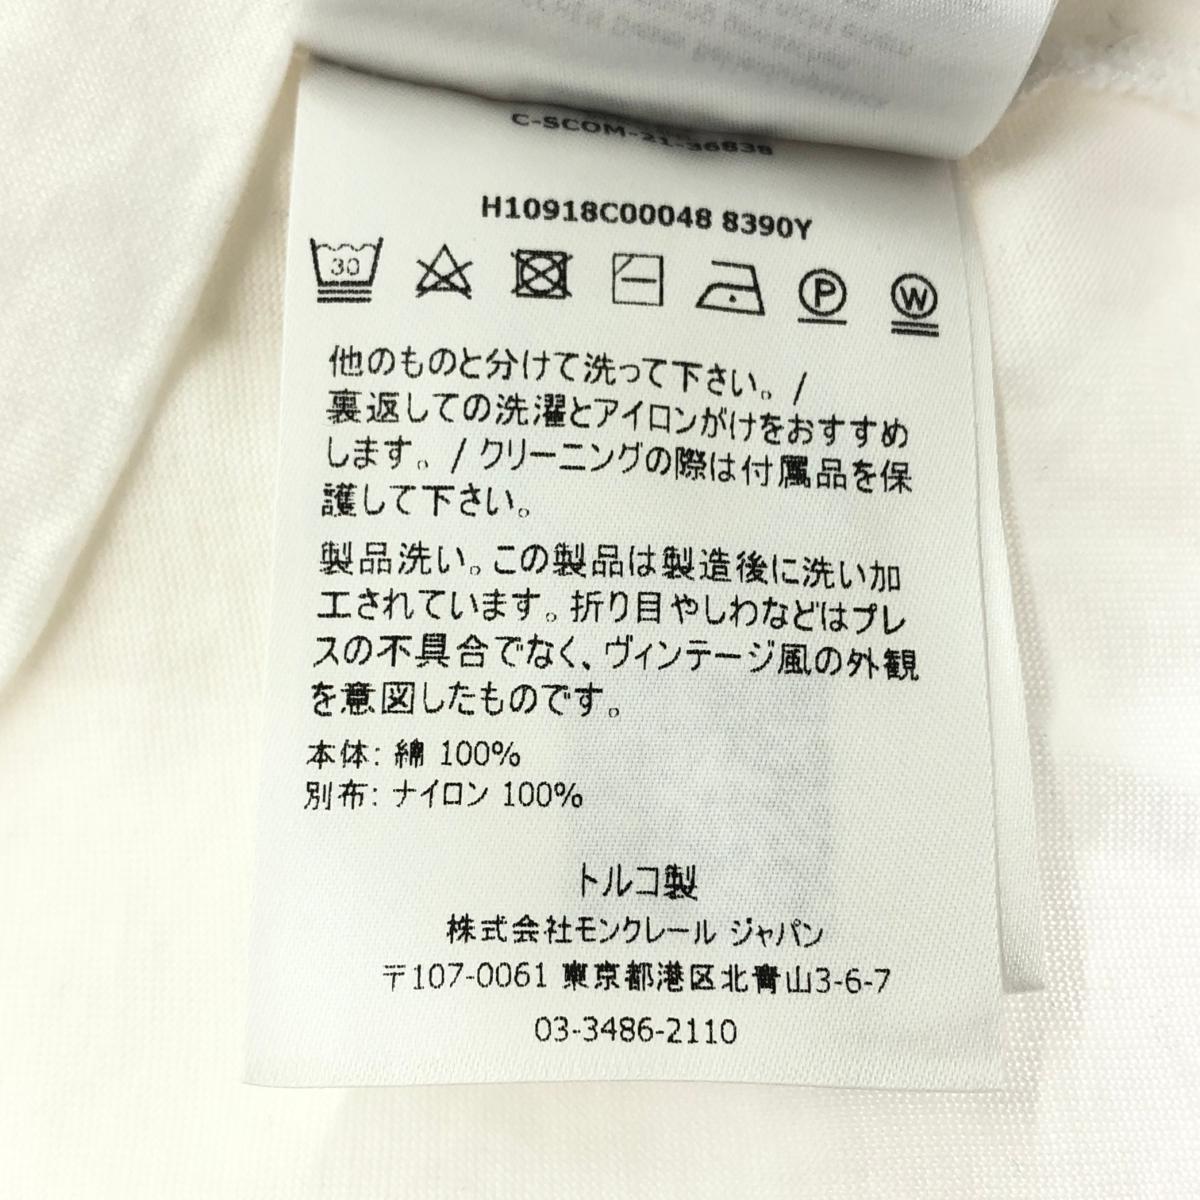 C-SCOM-21-36838
H10918C00048 8390Y
30
P
W
他のものと分けて洗って下さい。/
裏返しての洗濯とアイロンがけをおすすめ
します。/ クリーニングの際は付属品を保
護して下さい。
製品洗い。この製品は製造後に洗い加
工されています。折り目やしわなどはプレ
スの不具合でなく、ヴィンテージ風の外観
を意図したものです。
本体: 綿 100%
別布: ナイロン 100%
トルコ製
株式会社モンクレール ジャパン
〒107-0061 東京都港区北青山3-6-7
03-3486-2110